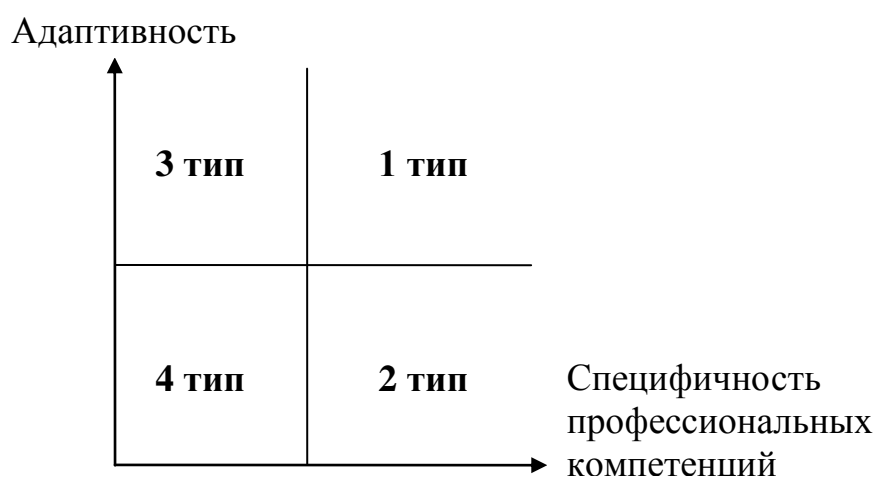 Адаптивность
3 тип
1 тип
4 тип
2 тип
Специфичность
профессиональных
компетенций